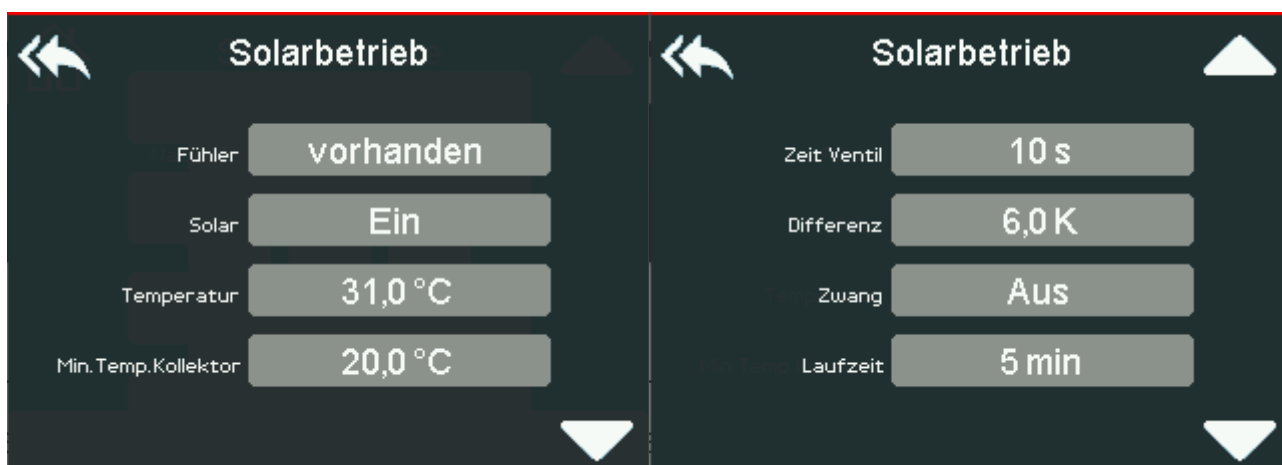 Solarbetrieb
Fühler vorhanden
Solar Ein
Temperatur 31,0 °C
Min.Temp.Kollektor 20,0 °C
Solarbetrieb
Zeit Ventil 10 s
Differenz 6,0 K
Zwang Aus
Laufzeit 5 min